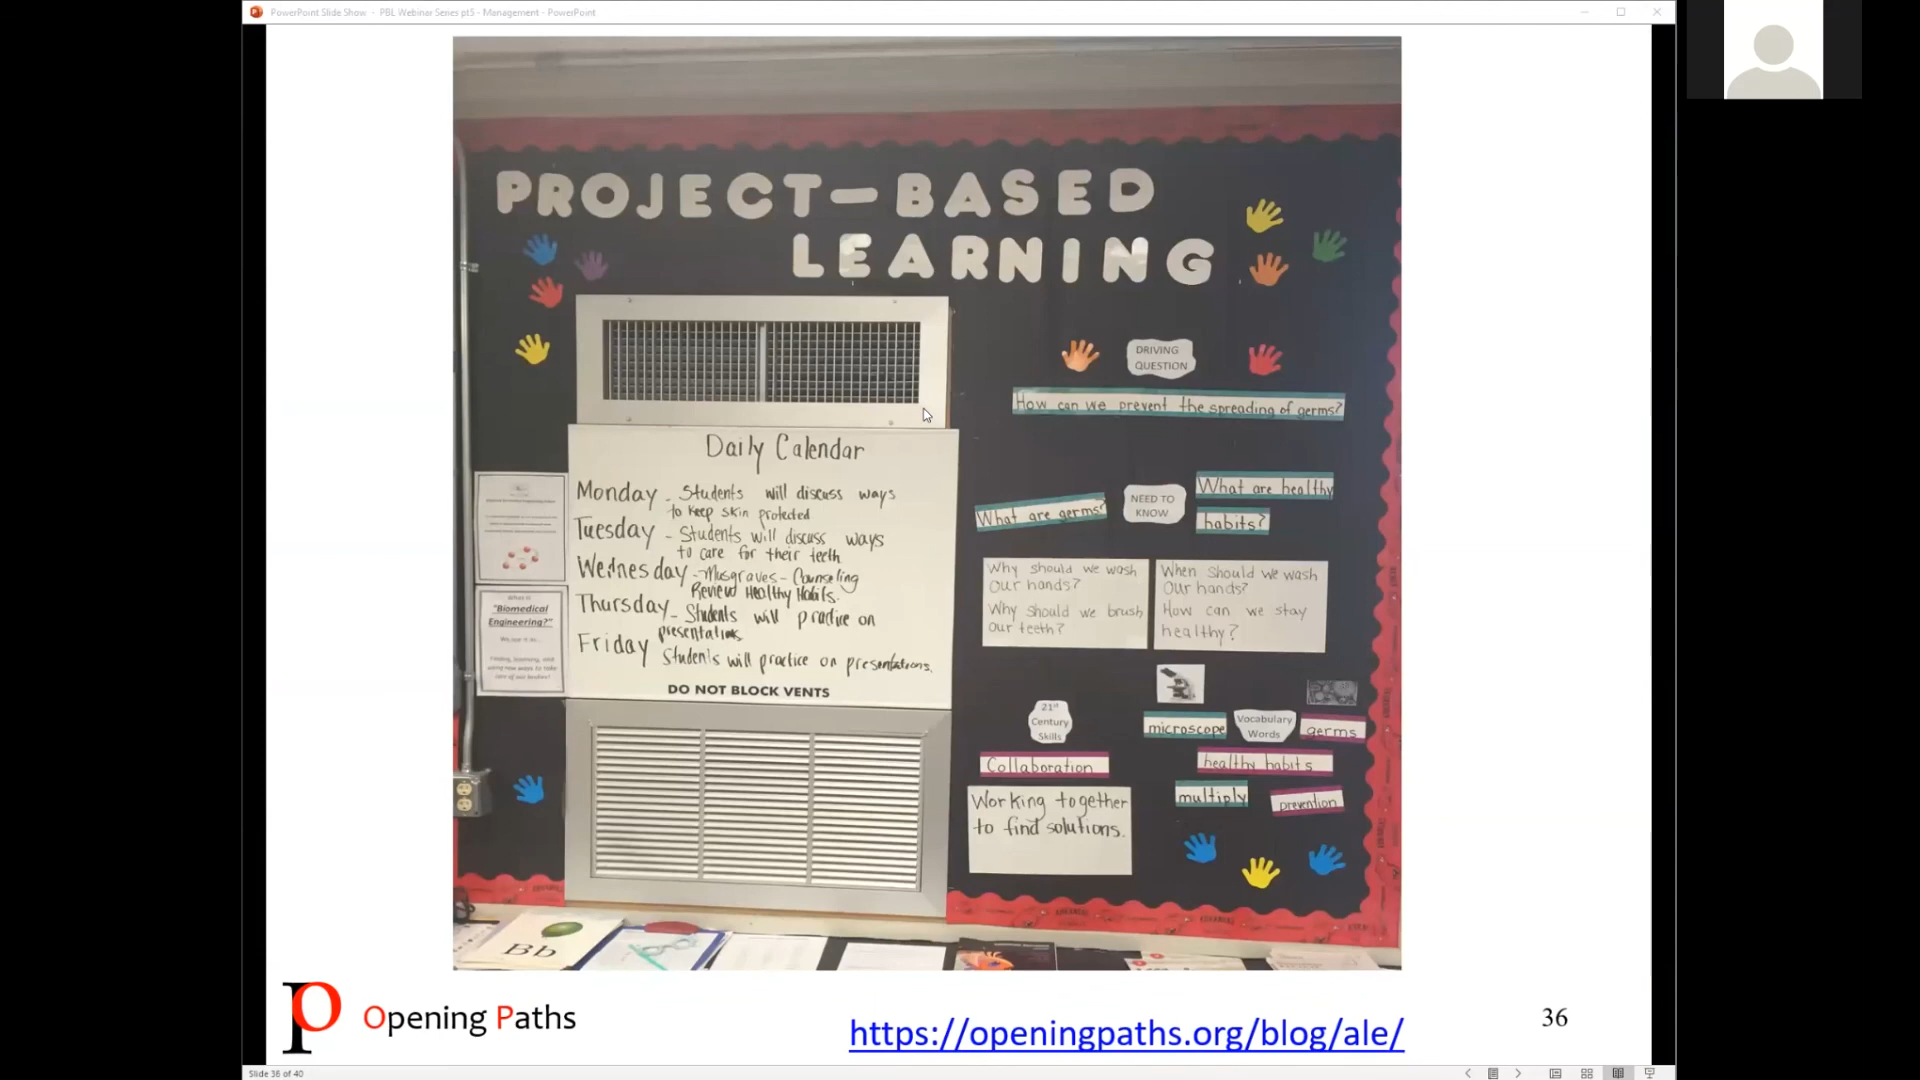 PowerPoint Slide Show - PBL Webinar Series pt5 - Management - PowerPoint
PROJECT-BASED
LEARNING
DRIVING
QUESTION
How can we prevent the spreading of germs?
Daily Calendar
Monday - Students will discuss ways
to keep skin protected
Tuesday - Students will discuss ways
to care for their teeth
Wednesday - Musgraves - Counseling
Review Healthy Habits.
Thursday - Students will practice on
presentations
Friday Students will practice on presentations.
DO NOT BLOCK VENTS
What is
"Biomedical
Engineering?"
What are germs?
NEED TO
KNOW
What are healthy
habits?
Why should we wash
our hands?
Why should we brush
our teeth?
When should we wash
our hands?
How can we stay
healthy?
21st
Century
Skills
Collaboration
Working together
to find solutions.
microscope
Vocabulary
Words
germs
healthy habits
multiply
prevention
Bb
Opening Paths
https://openingpaths.org/blog/ale/
36
Slide 36 of 40